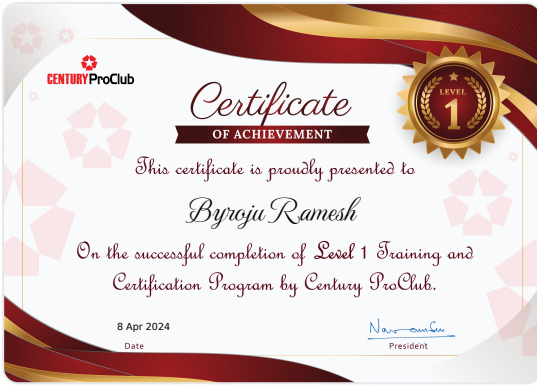 CENTURY ProClub
Certificate
OF ACHIEVEMENT
LEVEL
1
This certificate is proudly presented to
Byroju Ramesh
On the successful completion of Level 1 Training and
Certification Program by Century ProClub.
8 Apr 2024
Date
President